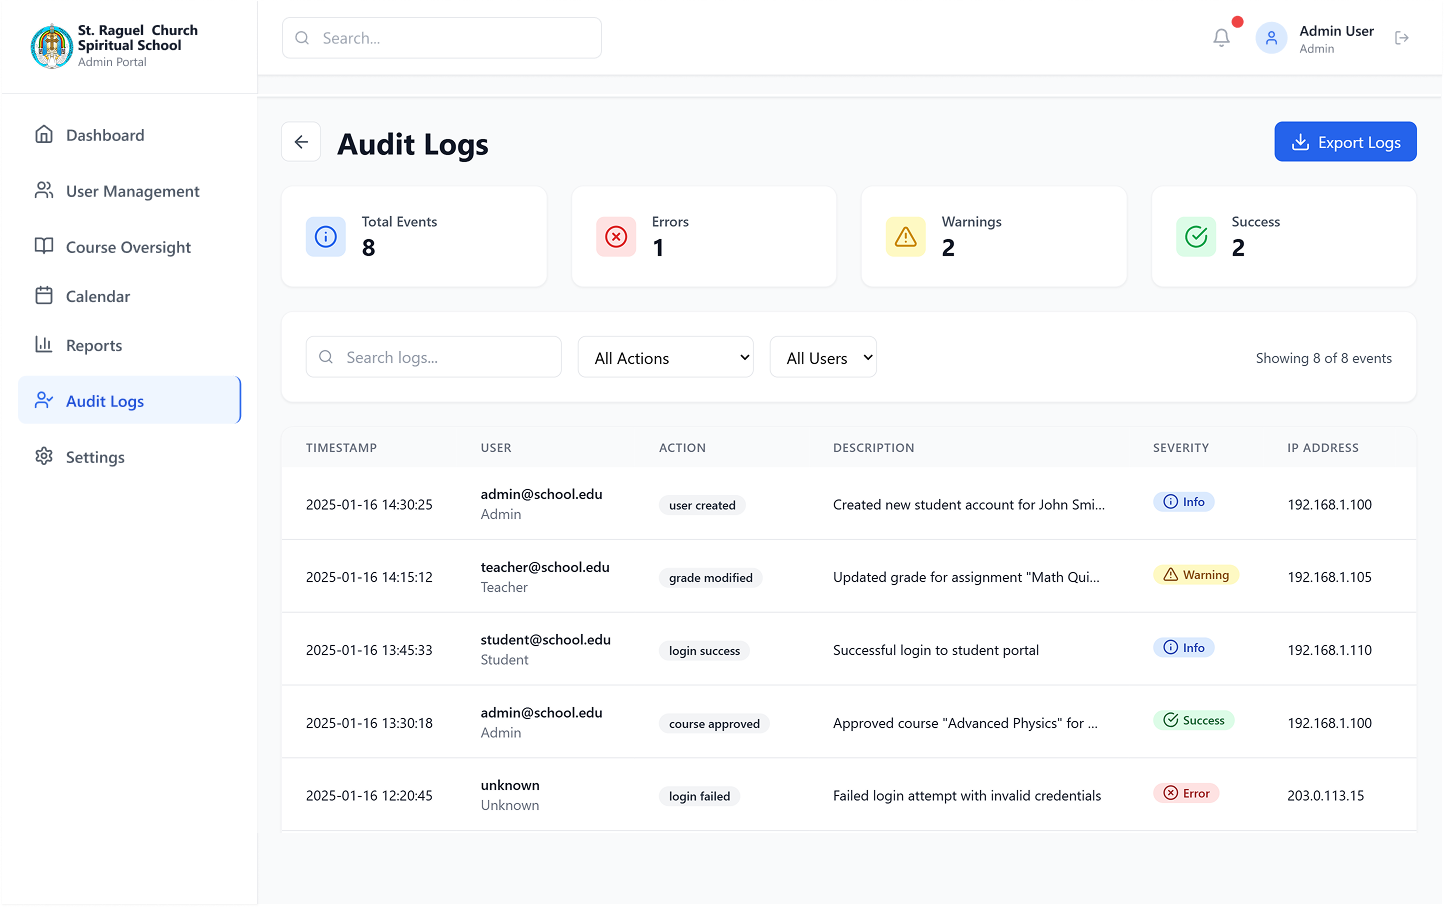 St. Raguel Church
Spiritual School
Admin Portal
Search...
Admin User
Admin
Dashboard
User Management
Course Oversight
Calendar
Reports
Audit Logs
Settings
Audit Logs
Export Logs
Total Events
8
Errors
1
Warnings
2
Success
2
Search logs...
All Actions
All Users
Showing 8 of 8 events
TIMESTAMP USER ACTION DESCRIPTION SEVERITY IP ADDRESS
2025-01-16 14:30:25 admin@school.edu user created Created new student account for John Smi... Info 192.168.1.100
Admin
2025-01-16 14:15:12 teacher@school.edu grade modified Updated grade for assignment "Math Qui... Warning 192.168.1.105
Teacher
2025-01-16 13:45:33 student@school.edu login success Successful login to student portal Info 192.168.1.110
Student
2025-01-16 13:30:18 admin@school.edu course approved Approved course "Advanced Physics" for ... Success 192.168.1.100
Admin
2025-01-16 12:20:45 unknown login failed Failed login attempt with invalid credentials Error 203.0.113.15
Unknown